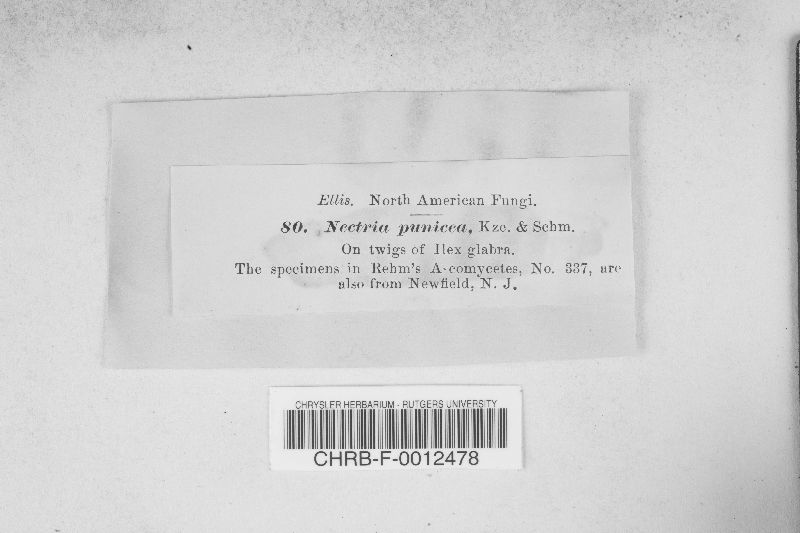 Ellis. North American Fungi.
80. Nectria punicea, Kze. & Schm.
On twigs of Ilex glabra.
The specimens in Rehm's A-comycetes, No. 337, are
also from Newfield, N. J.
CHRYSLER HERBARIUM - RUTGERS UNIVERSITY
CHRB-F-0012478